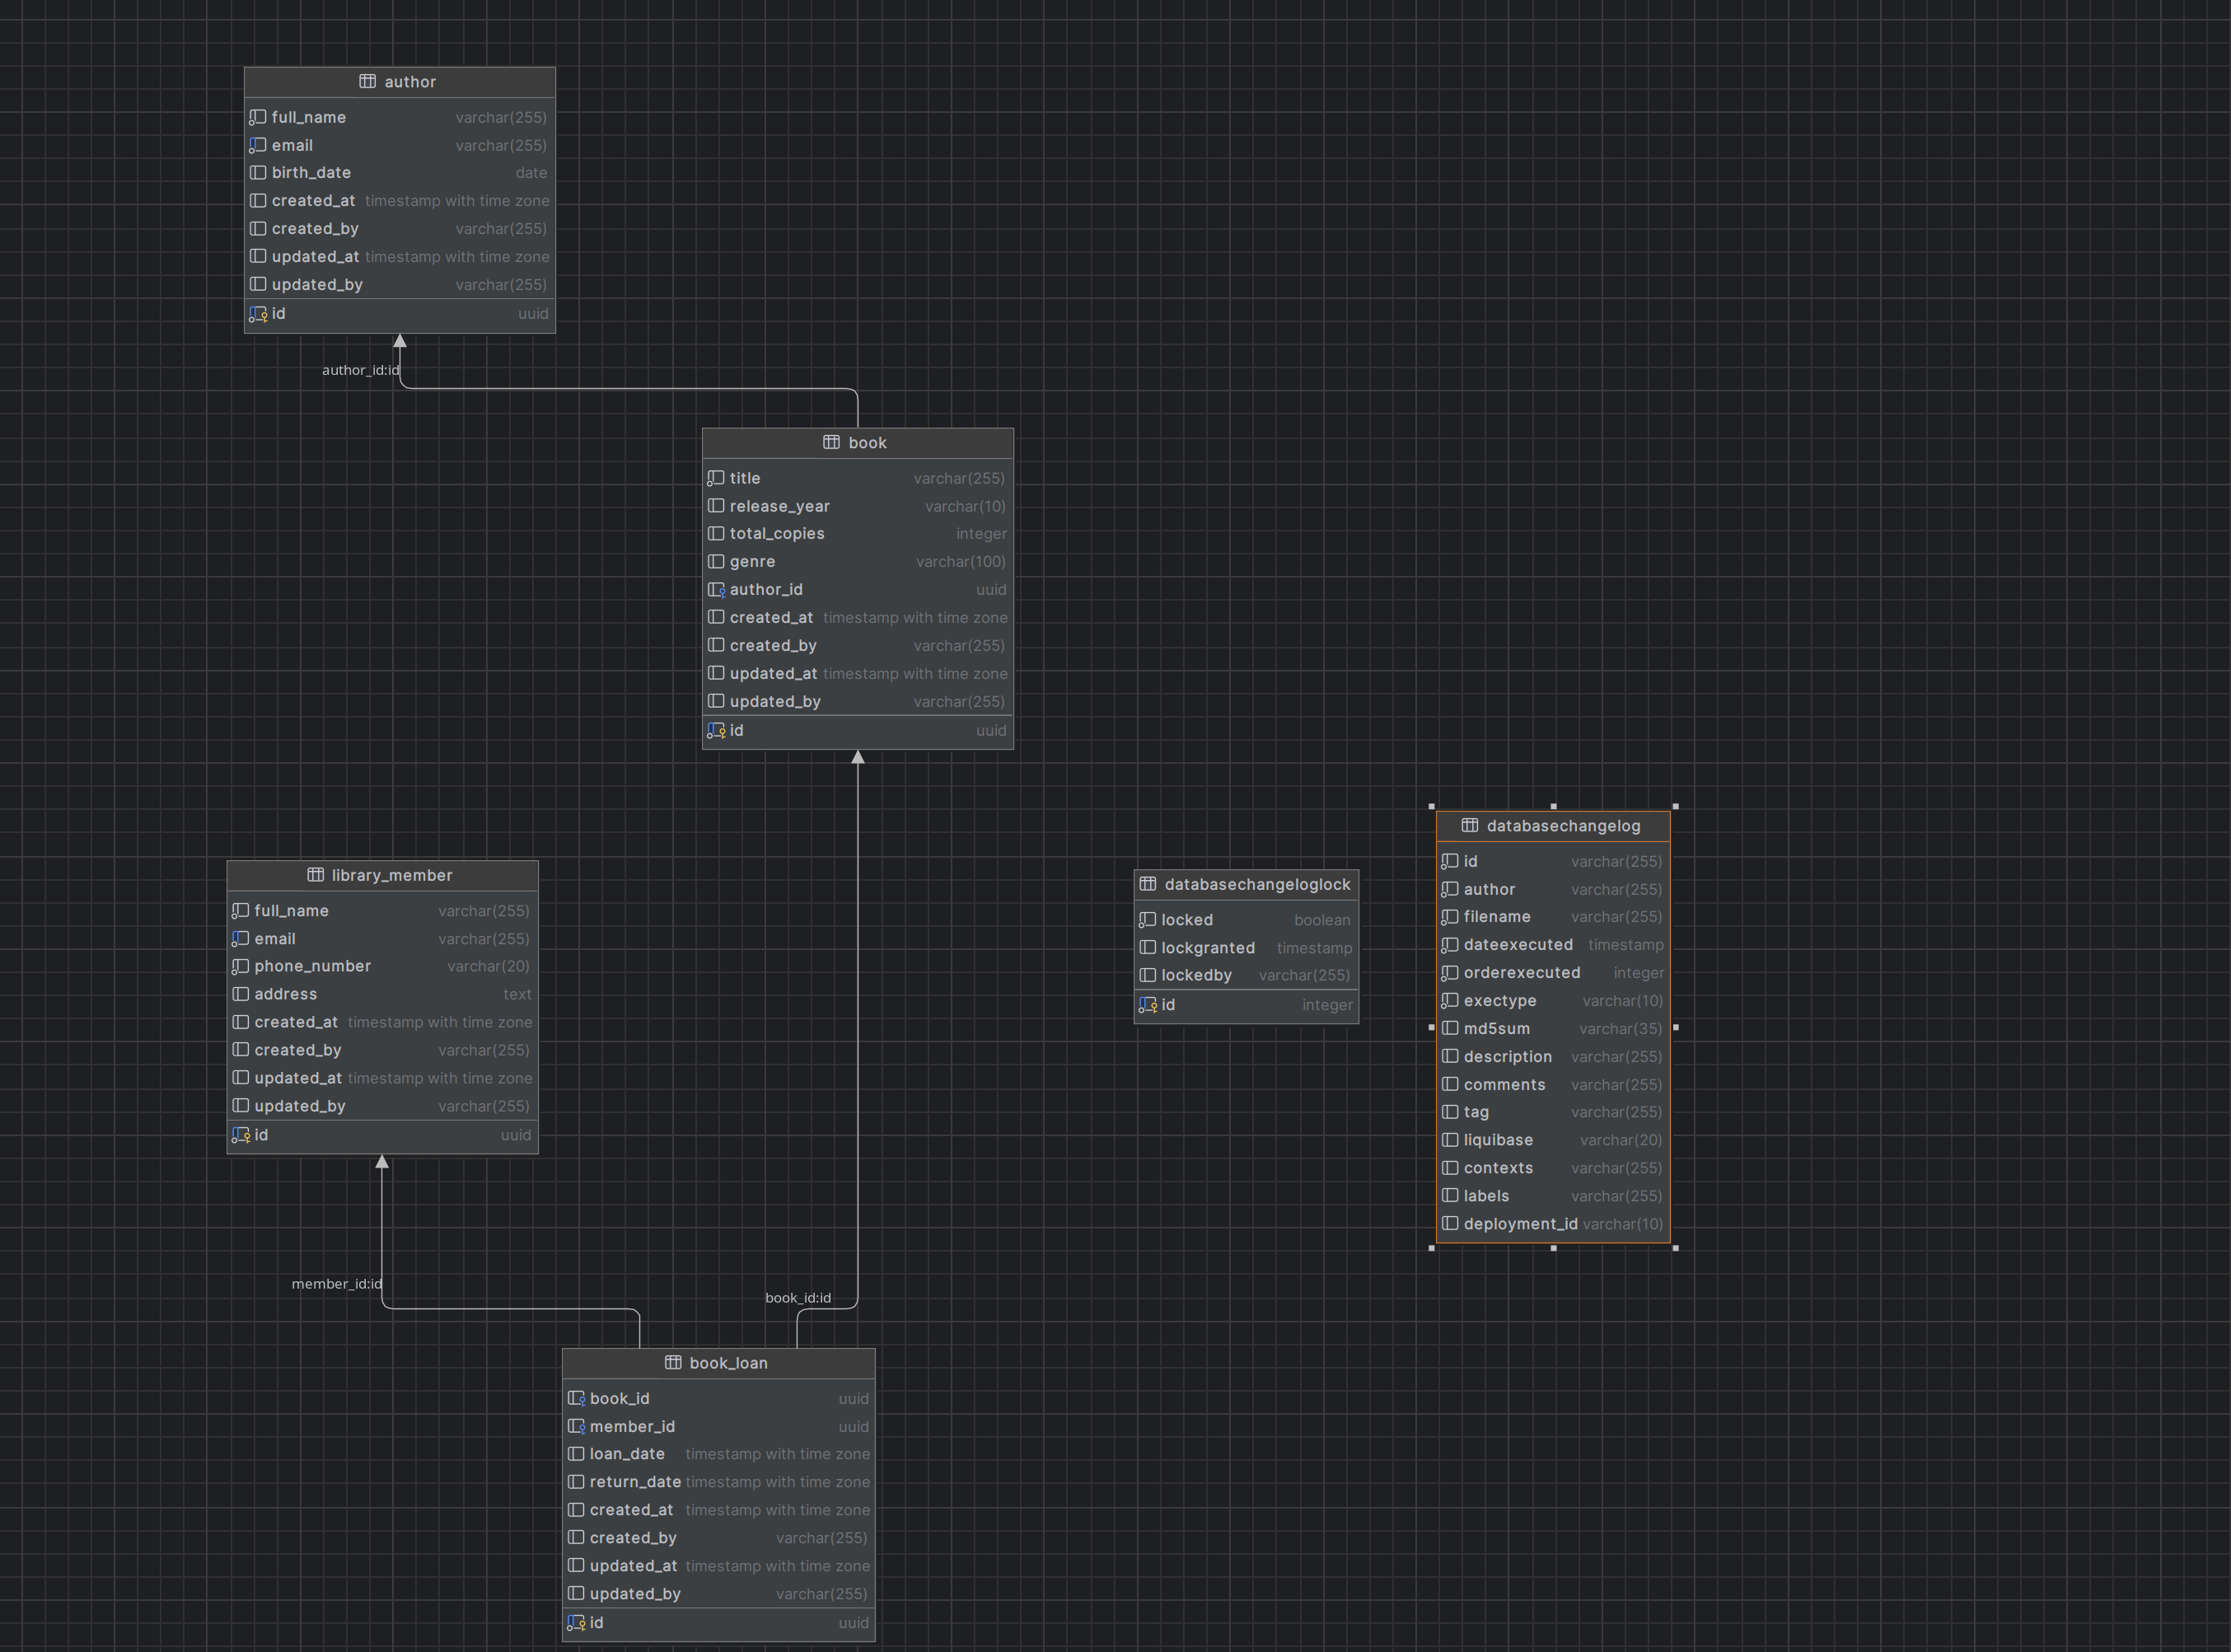 author
full_name varchar(255)
email varchar(255)
birth_date date
created_at timestamp with time zone
created_by varchar(255)
updated_at timestamp with time zone
updated_by varchar(255)
id uuid
author_id:id
book
title varchar(255)
release_year varchar(10)
total_copies integer
genre varchar(100)
author_id uuid
created_at timestamp with time zone
created_by varchar(255)
updated_at timestamp with time zone
updated_by varchar(255)
id uuid
library_member
full_name varchar(255)
email varchar(255)
phone_number varchar(20)
address text
created_at timestamp with time zone
created_by varchar(255)
updated_at timestamp with time zone
updated_by varchar(255)
id uuid
databasechangeloglock
locked boolean
lockgranted timestamp
lockedby varchar(255)
id integer
databasechangelog
id varchar(255)
author varchar(255)
filename varchar(255)
dateexecuted timestamp
orderexecuted integer
exectype varchar(10)
md5sum varchar(35)
description varchar(255)
comments varchar(255)
tag varchar(255)
liquibase varchar(20)
contexts varchar(255)
labels varchar(255)
deployment_id varchar(10)
member_id:id
book_id:id
book_loan
book_id uuid
member_id uuid
loan_date timestamp with time zone
return_date timestamp with time zone
created_at timestamp with time zone
created_by varchar(255)
updated_at timestamp with time zone
updated_by varchar(255)
id uuid